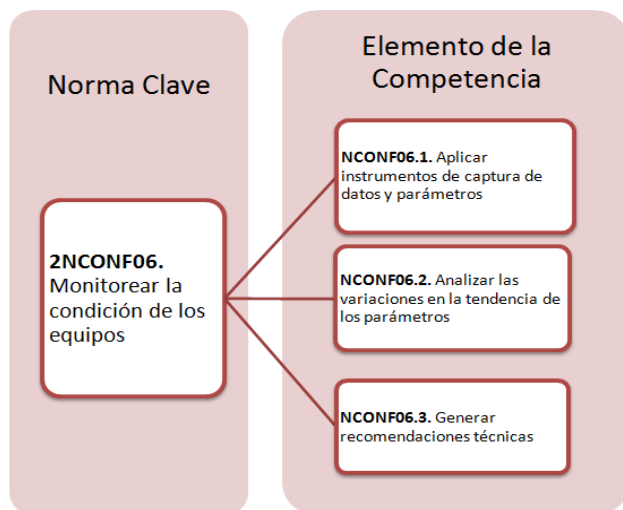 Norma Clave
2NCONF06.
Monitorear la
condición de los
equipos
Elemento de la
Competencia
NCONF06.1. Aplicar
instrumentos de captura de
datos y parámetros
NCONF06.2. Analizar las
variaciones en la tendencia de
los parámetros
NCONF06.3. Generar
recomendaciones técnicas